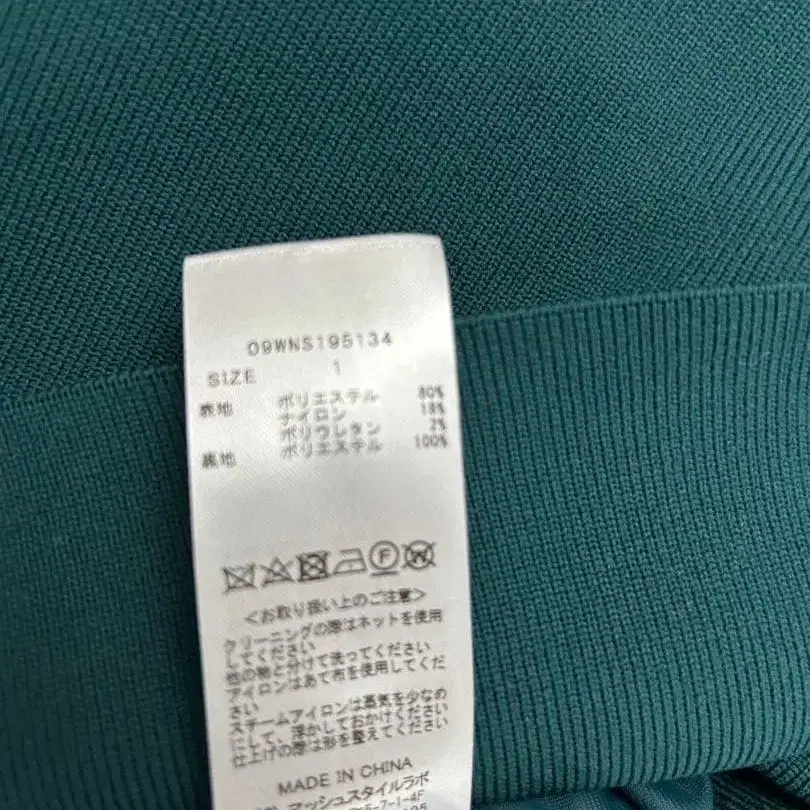 09WNS195134
SIZE 1
表地 ポリエステル 80%
ナイロン 18%
ポリウレタン 2%
裏地 ポリエステル 100%
F W
<お取り扱い上のご注意>
クリーニングの際はネットを使用
してください
他の物と分けて洗ってください
アイロンはあて布を使用してくだ
さい
スチームアイロンは蒸気を少なめ
にして、浮かしておかけください
仕上げの際は形を整えてください
MADE IN CHINA
マッシュスタイルラボ
5-7-1-4F